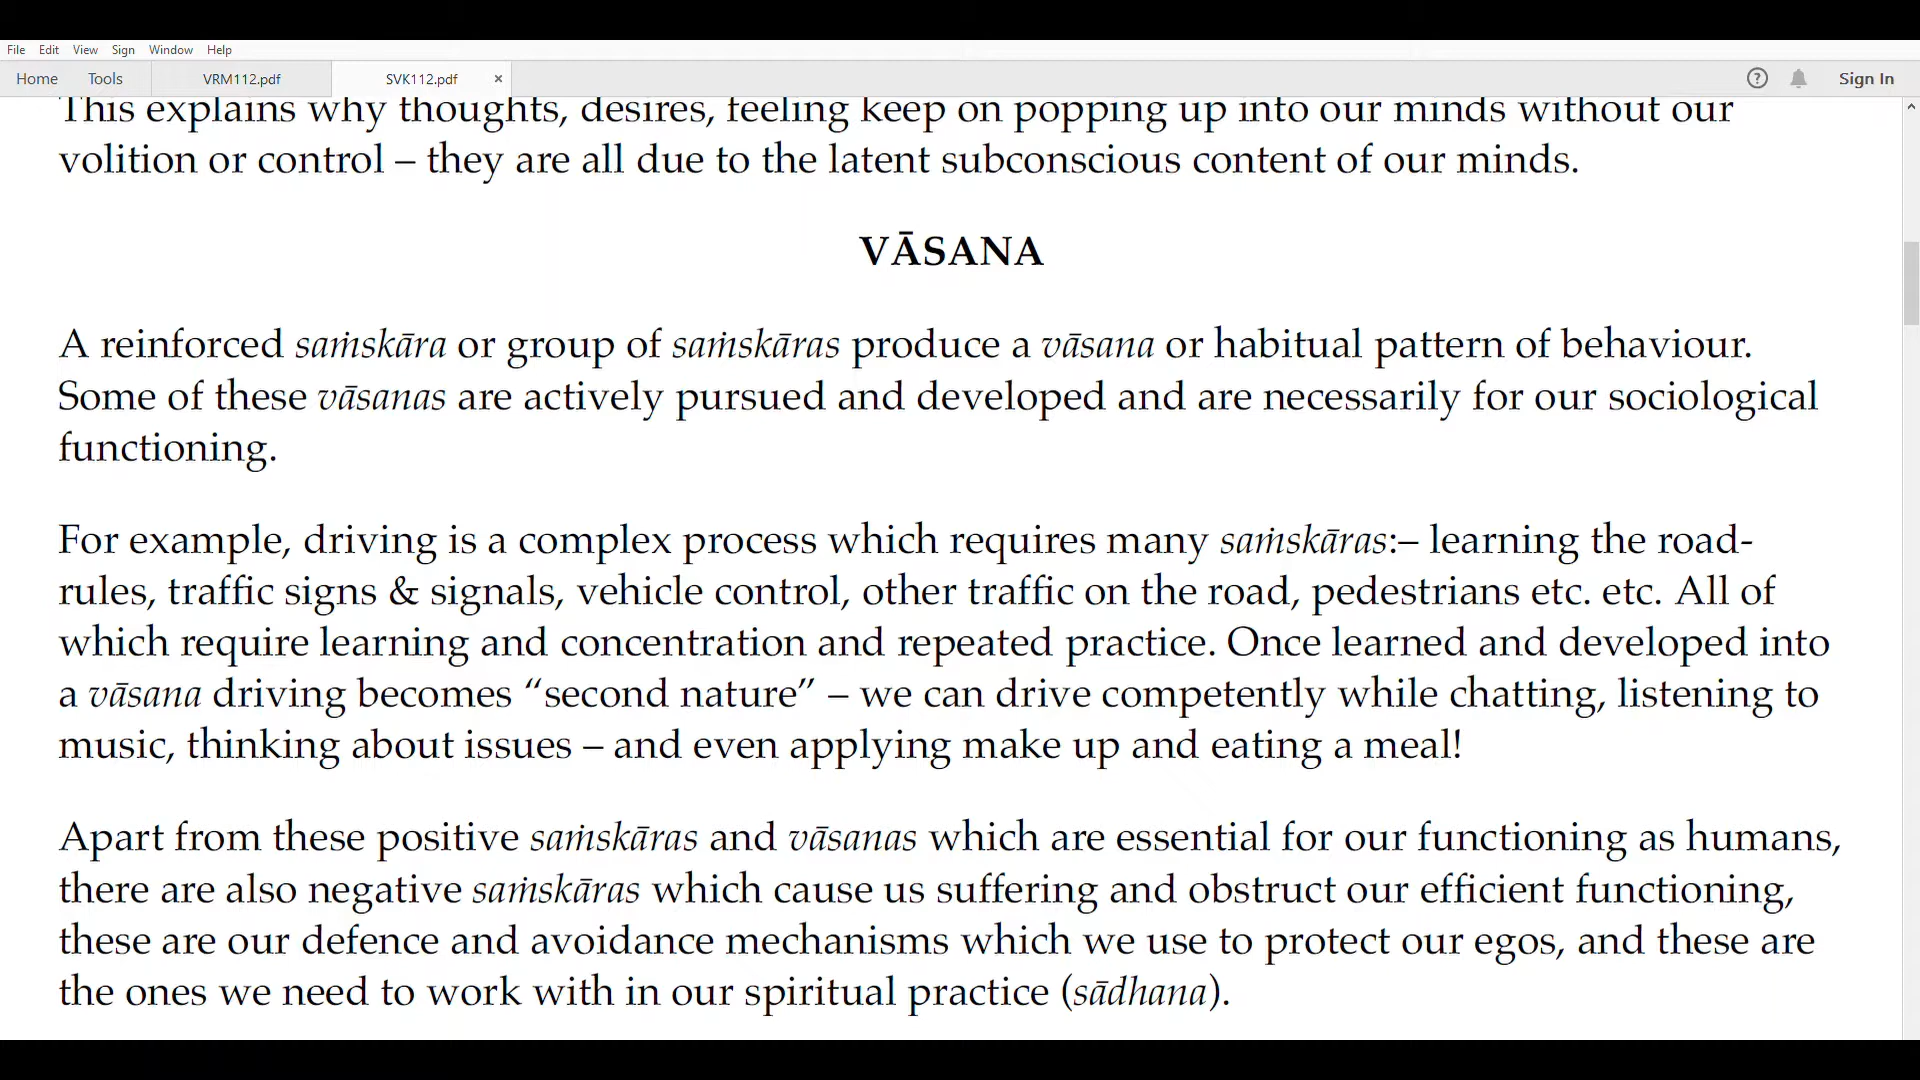 File Edit View Sign Window Help
Home Tools VRM112.pdf SVK112.pdf × ? Sign In
This explains why thoughts, desires, feeling keep on popping up into our minds without our
volition or control – they are all due to the latent subconscious content of our minds.
VĀSANA
A reinforced saṁskāra or group of saṁskāras produce a vāsana or habitual pattern of behaviour.
Some of these vāsanas are actively pursued and developed and are necessarily for our sociological
functioning.
For example, driving is a complex process which requires many saṁskāras:– learning the road-
rules, traffic signs & signals, vehicle control, other traffic on the road, pedestrians etc. etc. All of
which require learning and concentration and repeated practice. Once learned and developed into
a vāsana driving becomes “second nature” – we can drive competently while chatting, listening to
music, thinking about issues – and even applying make up and eating a meal!
Apart from these positive saṁskāras and vāsanas which are essential for our functioning as humans,
there are also negative saṁskāras which cause us suffering and obstruct our efficient functioning,
these are our defence and avoidance mechanisms which we use to protect our egos, and these are
the ones we need to work with in our spiritual practice (sādhana).